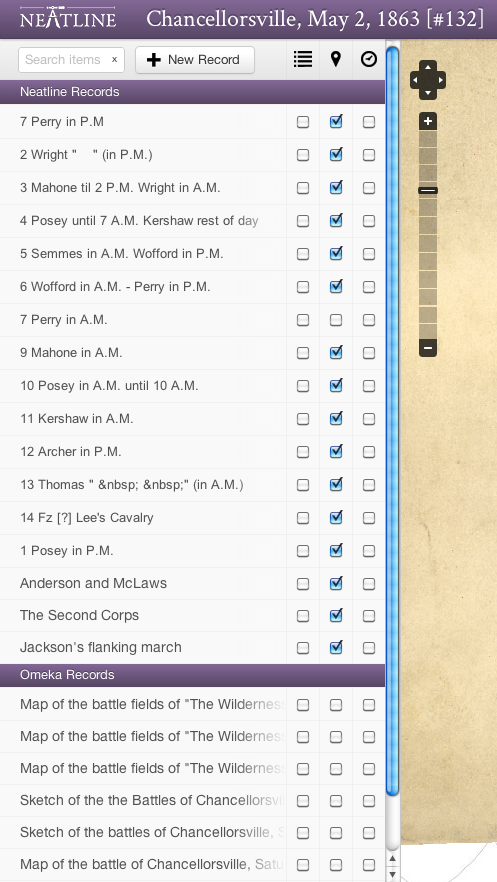 NEATLINE Chancellorsville, May 2, 1863 [#132]
Search items x + New Record
Neatline Records
7 Perry in P.M
2 Wright " " (in P.M.)
3 Mahone til 2 P.M. Wright in A.M.
4 Posey until 7 A.M. Kershaw rest of day
5 Semmes in A.M. Wofford in P.M.
6 Wofford in A.M. - Perry in P.M.
7 Perry in A.M.
9 Mahone in A.M.
10 Posey in A.M. until 10 A.M.
11 Kershaw in A.M.
12 Archer in P.M.
13 Thomas " &nbsp; &nbsp;" (in A.M.)
14 Fz [?] Lee's Cavalry
1 Posey in P.M.
Anderson and McLaws
The Second Corps
Jackson's flanking march
Omeka Records
Map of the battle fields of "The Wilderness
Map of the battle fields of "The Wilderness
Map of the battle fields of "The Wilderness
Sketch of the the Battles of Chancellorsvi
Sketch of the battles of Chancellorsville, S
Map of the battle of Chancellorsville, Satu